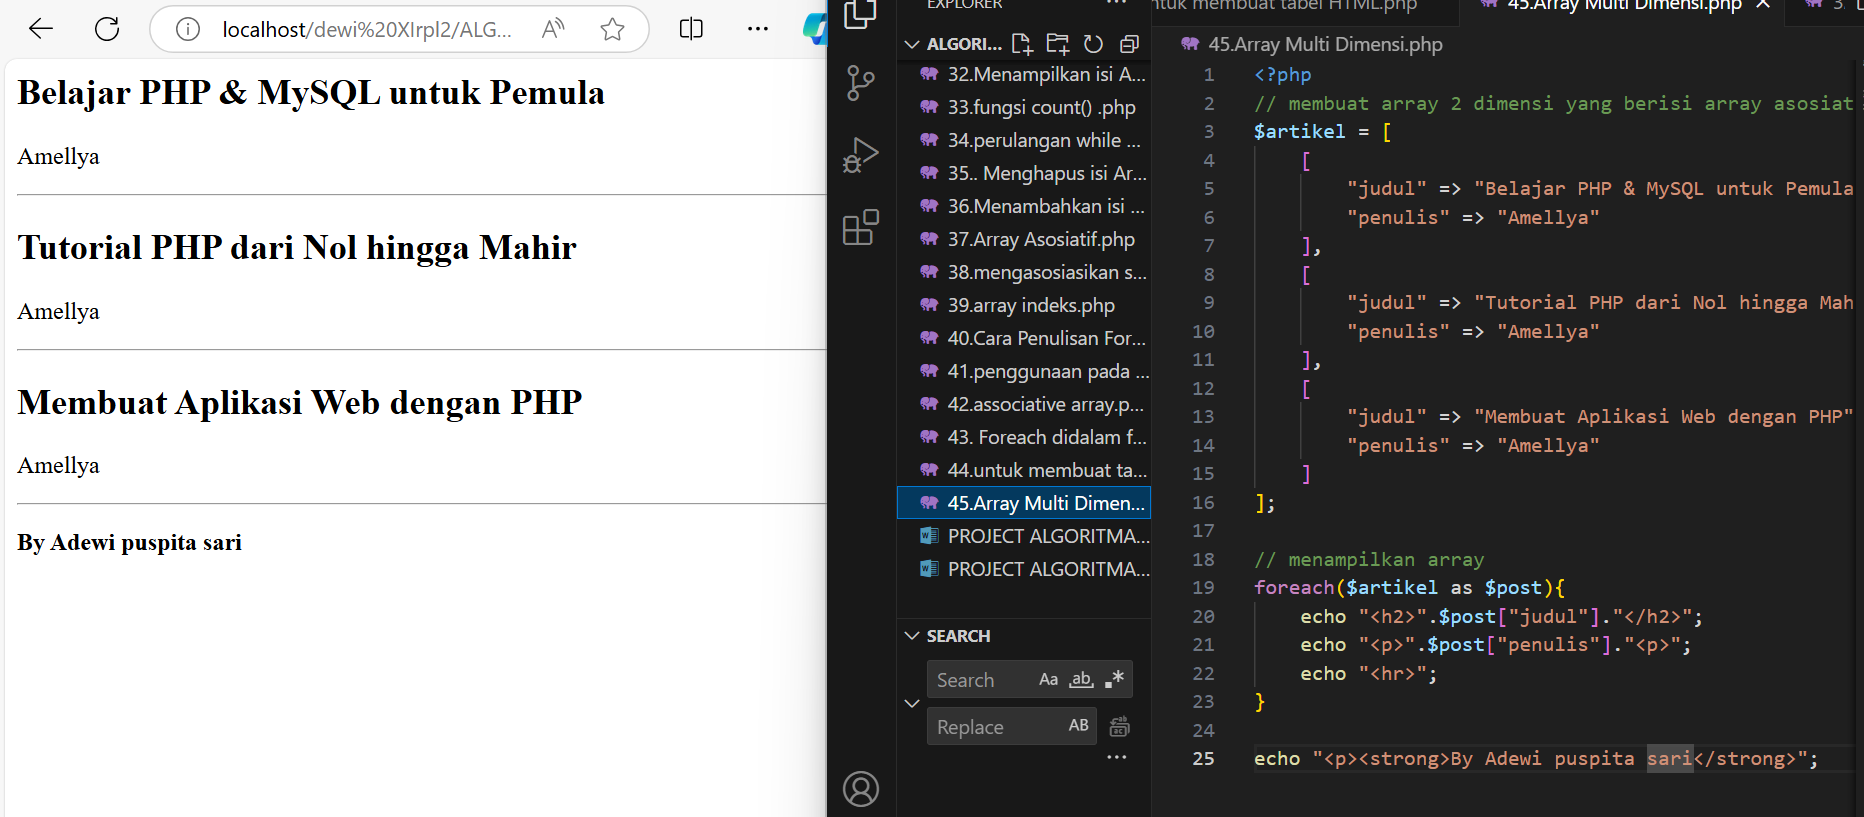 localhost/dewi%20XIrpl2/ALG...
Belajar PHP & MySQL untuk Pemula
Amellya
Tutorial PHP dari Nol hingga Mahir
Amellya
Membuat Aplikasi Web dengan PHP
Amellya
By Adewi puspita sari
EXPLORER
ALGORI...
32.Menampilkan isi A...
33.fungsi count() .php
34.perulangan while ...
35.. Menghapus isi Ar...
36.Menambahkan isi ...
37.Array Asosiatif.php
38.mengasosiasikan s...
39.array indeks.php
40.Cara Penulisan For...
41.penggunaan pada ...
42.associative array.p...
43. Foreach didalam f...
44.untuk membuat ta...
45.Array Multi Dimen...
PROJECT ALGORITMA...
PROJECT ALGORITMA...
SEARCH
Search Aa ab .*
Replace AB
ntuk membuat tabel HTML.php
45.Array Multi Dimensi.php
3.
45.Array Multi Dimensi.php
1 <?php
2 // membuat array 2 dimensi yang berisi array asosiat
3 $artikel = [
4 [
5 "judul" => "Belajar PHP & MySQL untuk Pemula
6 "penulis" => "Amellya"
7 ],
8 [
9 "judul" => "Tutorial PHP dari Nol hingga Mah
10 "penulis" => "Amellya"
11 ],
12 [
13 "judul" => "Membuat Aplikasi Web dengan PHP"
14 "penulis" => "Amellya"
15 ]
16 ];
17
18 // menampilkan array
19 foreach($artikel as $post){
20 echo "<h2>".$post["judul"]."</h2>";
21 echo "<p>".$post["penulis"]."<p>";
22 echo "<hr>";
23 }
24
25 echo "<p><strong>By Adewi puspita sari</strong>";